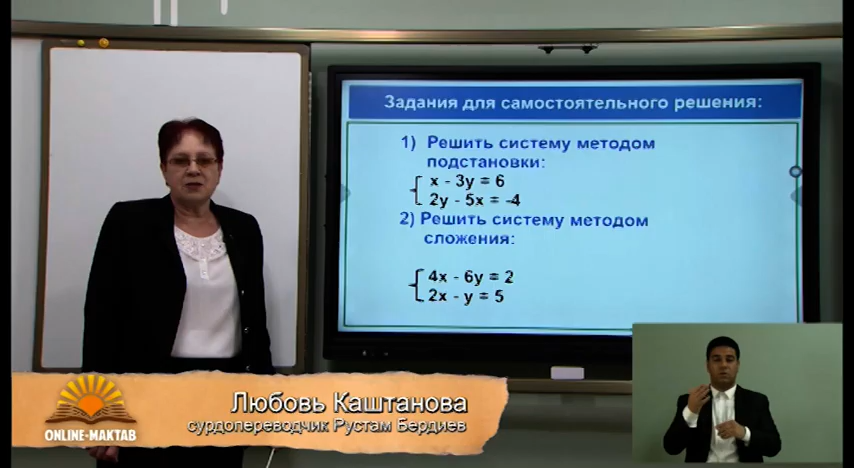 Задания для самостоятельного решения:
1) Решить систему методом
подстановки:
x - 3y = 6
2y - 5x = -4
2) Решить систему методом
сложения:
4x - 6y = 2
2x - y = 5
Любовь Каштанова
сурдопереводчик Рустам Бердиев
ONLINE-MAKTAB